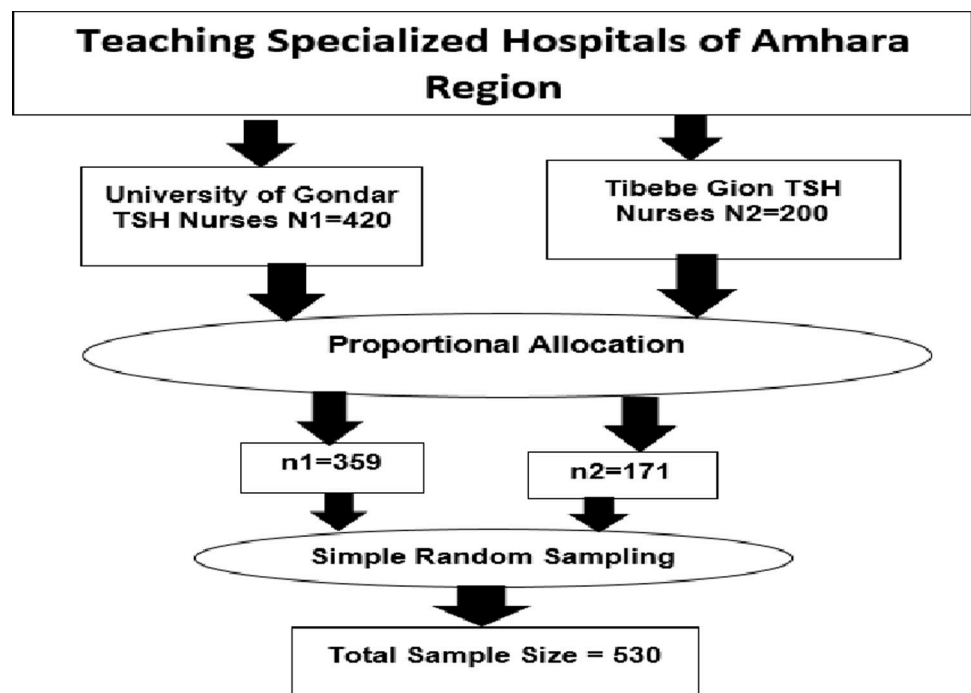 Teaching Specialized Hospitals of Amhara
Region
University of Gondar
TSH Nurses N1=420
Tibebe Gion TSH
Nurses N2=200
Proportional Allocation
n1=359
n2=171
Simple Random Sampling
Total Sample Size = 530